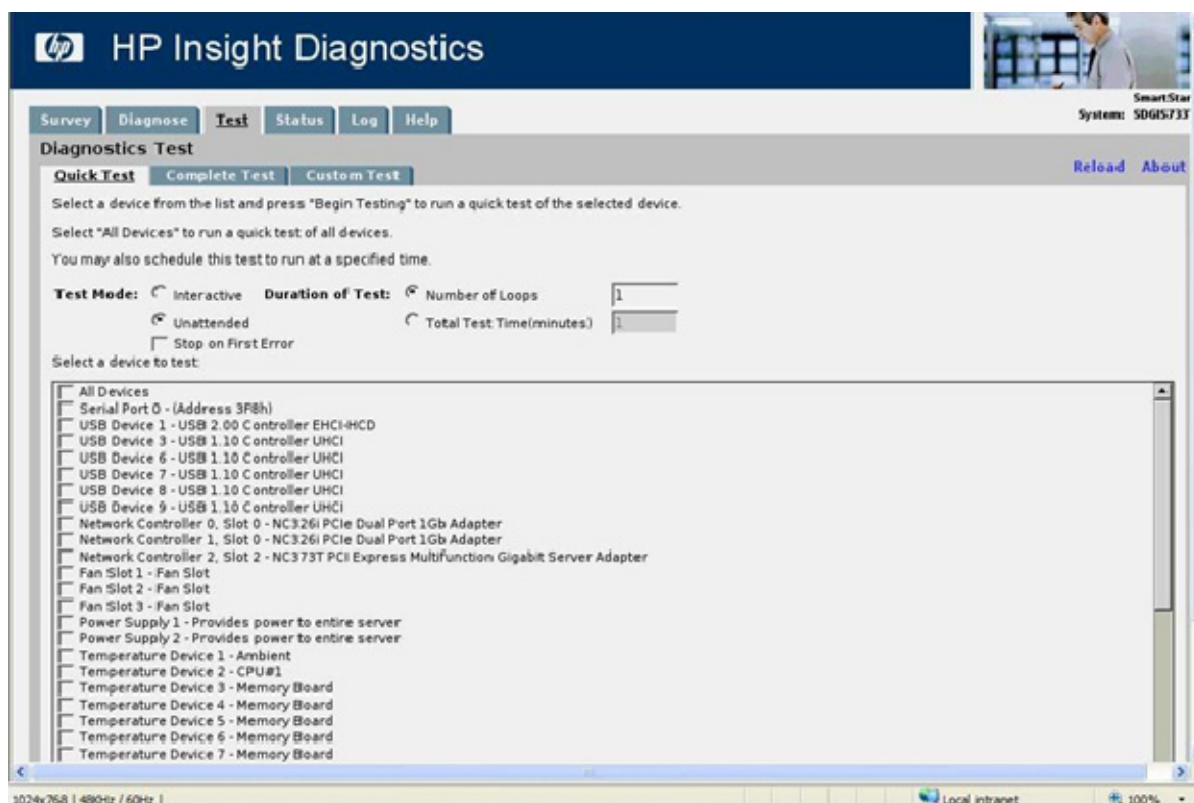 hp HP Insight Diagnostics
SmartStar
System: SDGIS733
Survey Diagnose Test Status Log Help
Diagnostics Test
Reload About
Quick Test Complete Test Custom Test
Select a device from the list and press "Begin Testing" to run a quick test of the selected device.
Select "All Devices" to run a quick test of all devices.
You may also schedule this test to run at a specified time.
Test Mode: Interactive Duration of Test: Number of Loops 1
Unattended Total Test Time(minutes) 1
Stop on First Error
Select a device to test:
All Devices
Serial Port 0 - (Address 3F8h)
USB Device 1 - USB 2.00 Controller EHCI-HCD
USB Device 3 - USB 1.10 Controller UHCI
USB Device 6 - USB 1.10 Controller UHCI
USB Device 7 - USB 1.10 Controller UHCI
USB Device 8 - USB 1.10 Controller UHCI
USB Device 9 - USB 1.10 Controller UHCI
Network Controller 0, Slot 0 - NC326i PCIe Dual Port 1Gb Adapter
Network Controller 1, Slot 0 - NC326i PCIe Dual Port 1Gb Adapter
Network Controller 2, Slot 2 - NC373T PCI Express Multifunction Gigabit Server Adapter
Fan Slot 1 - Fan Slot
Fan Slot 2 - Fan Slot
Fan Slot 3 - Fan Slot
Power Supply 1 - Provides power to entire server
Power Supply 2 - Provides power to entire server
Temperature Device 1 - Ambient
Temperature Device 2 - CPU#1
Temperature Device 3 - Memory Board
Temperature Device 4 - Memory Board
Temperature Device 5 - Memory Board
Temperature Device 6 - Memory Board
Temperature Device 7 - Memory Board
1024x768 | 48KHz / 60Hz | Local intranet 100%